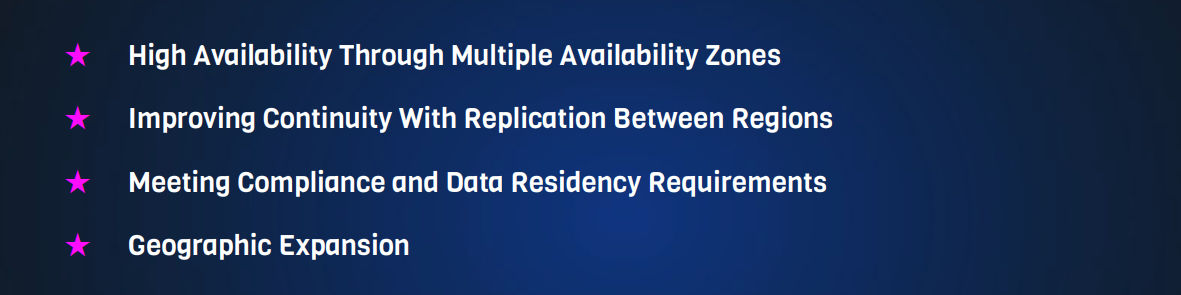 High Availability Through Multiple Availability Zones
Improving Continuity With Replication Between Regions
Meeting Compliance and Data Residency Requirements
Geographic Expansion